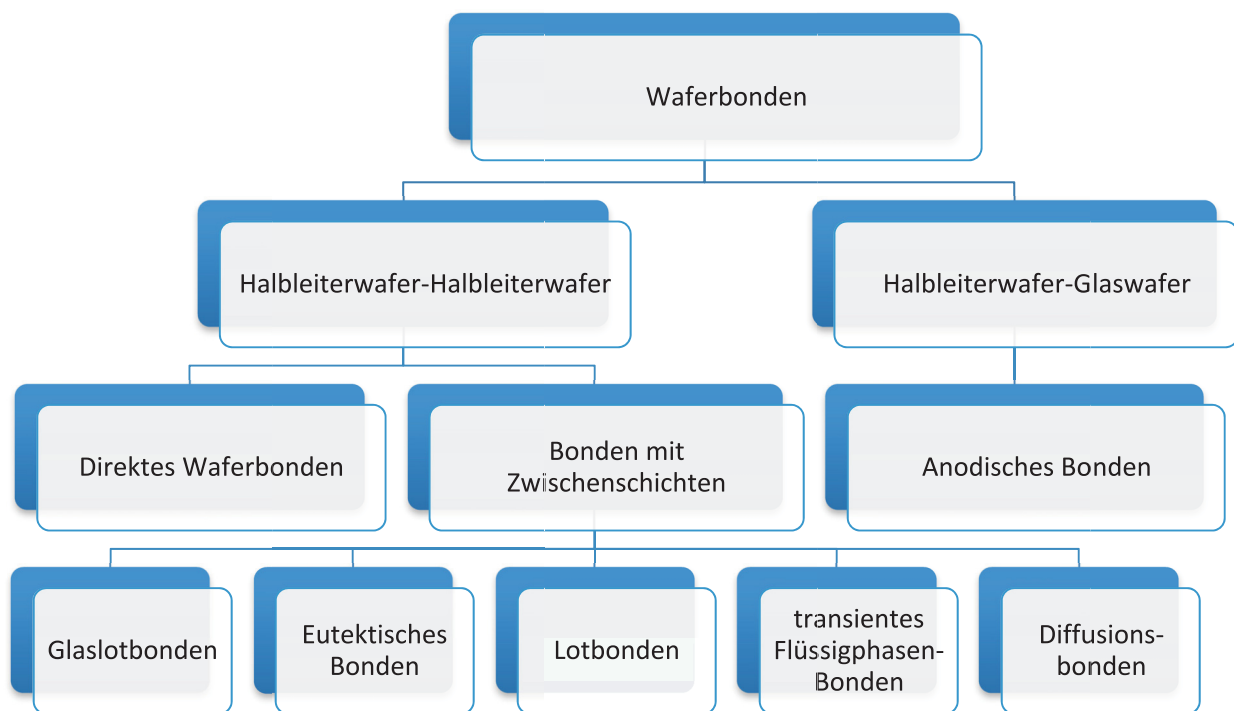 Waferbonden
Halbleiterwafer-Halbleiterwafer
Halbleiterwafer-Glaswafer
Direktes Waferbonden
Bonden mit
Zwischenschichten
Anodisches Bonden
Glaslotbonden
Eutektisches
Bonden
Lotbonden
transientes
Flüssigphasen-
Bonden
Diffusions-
bonden